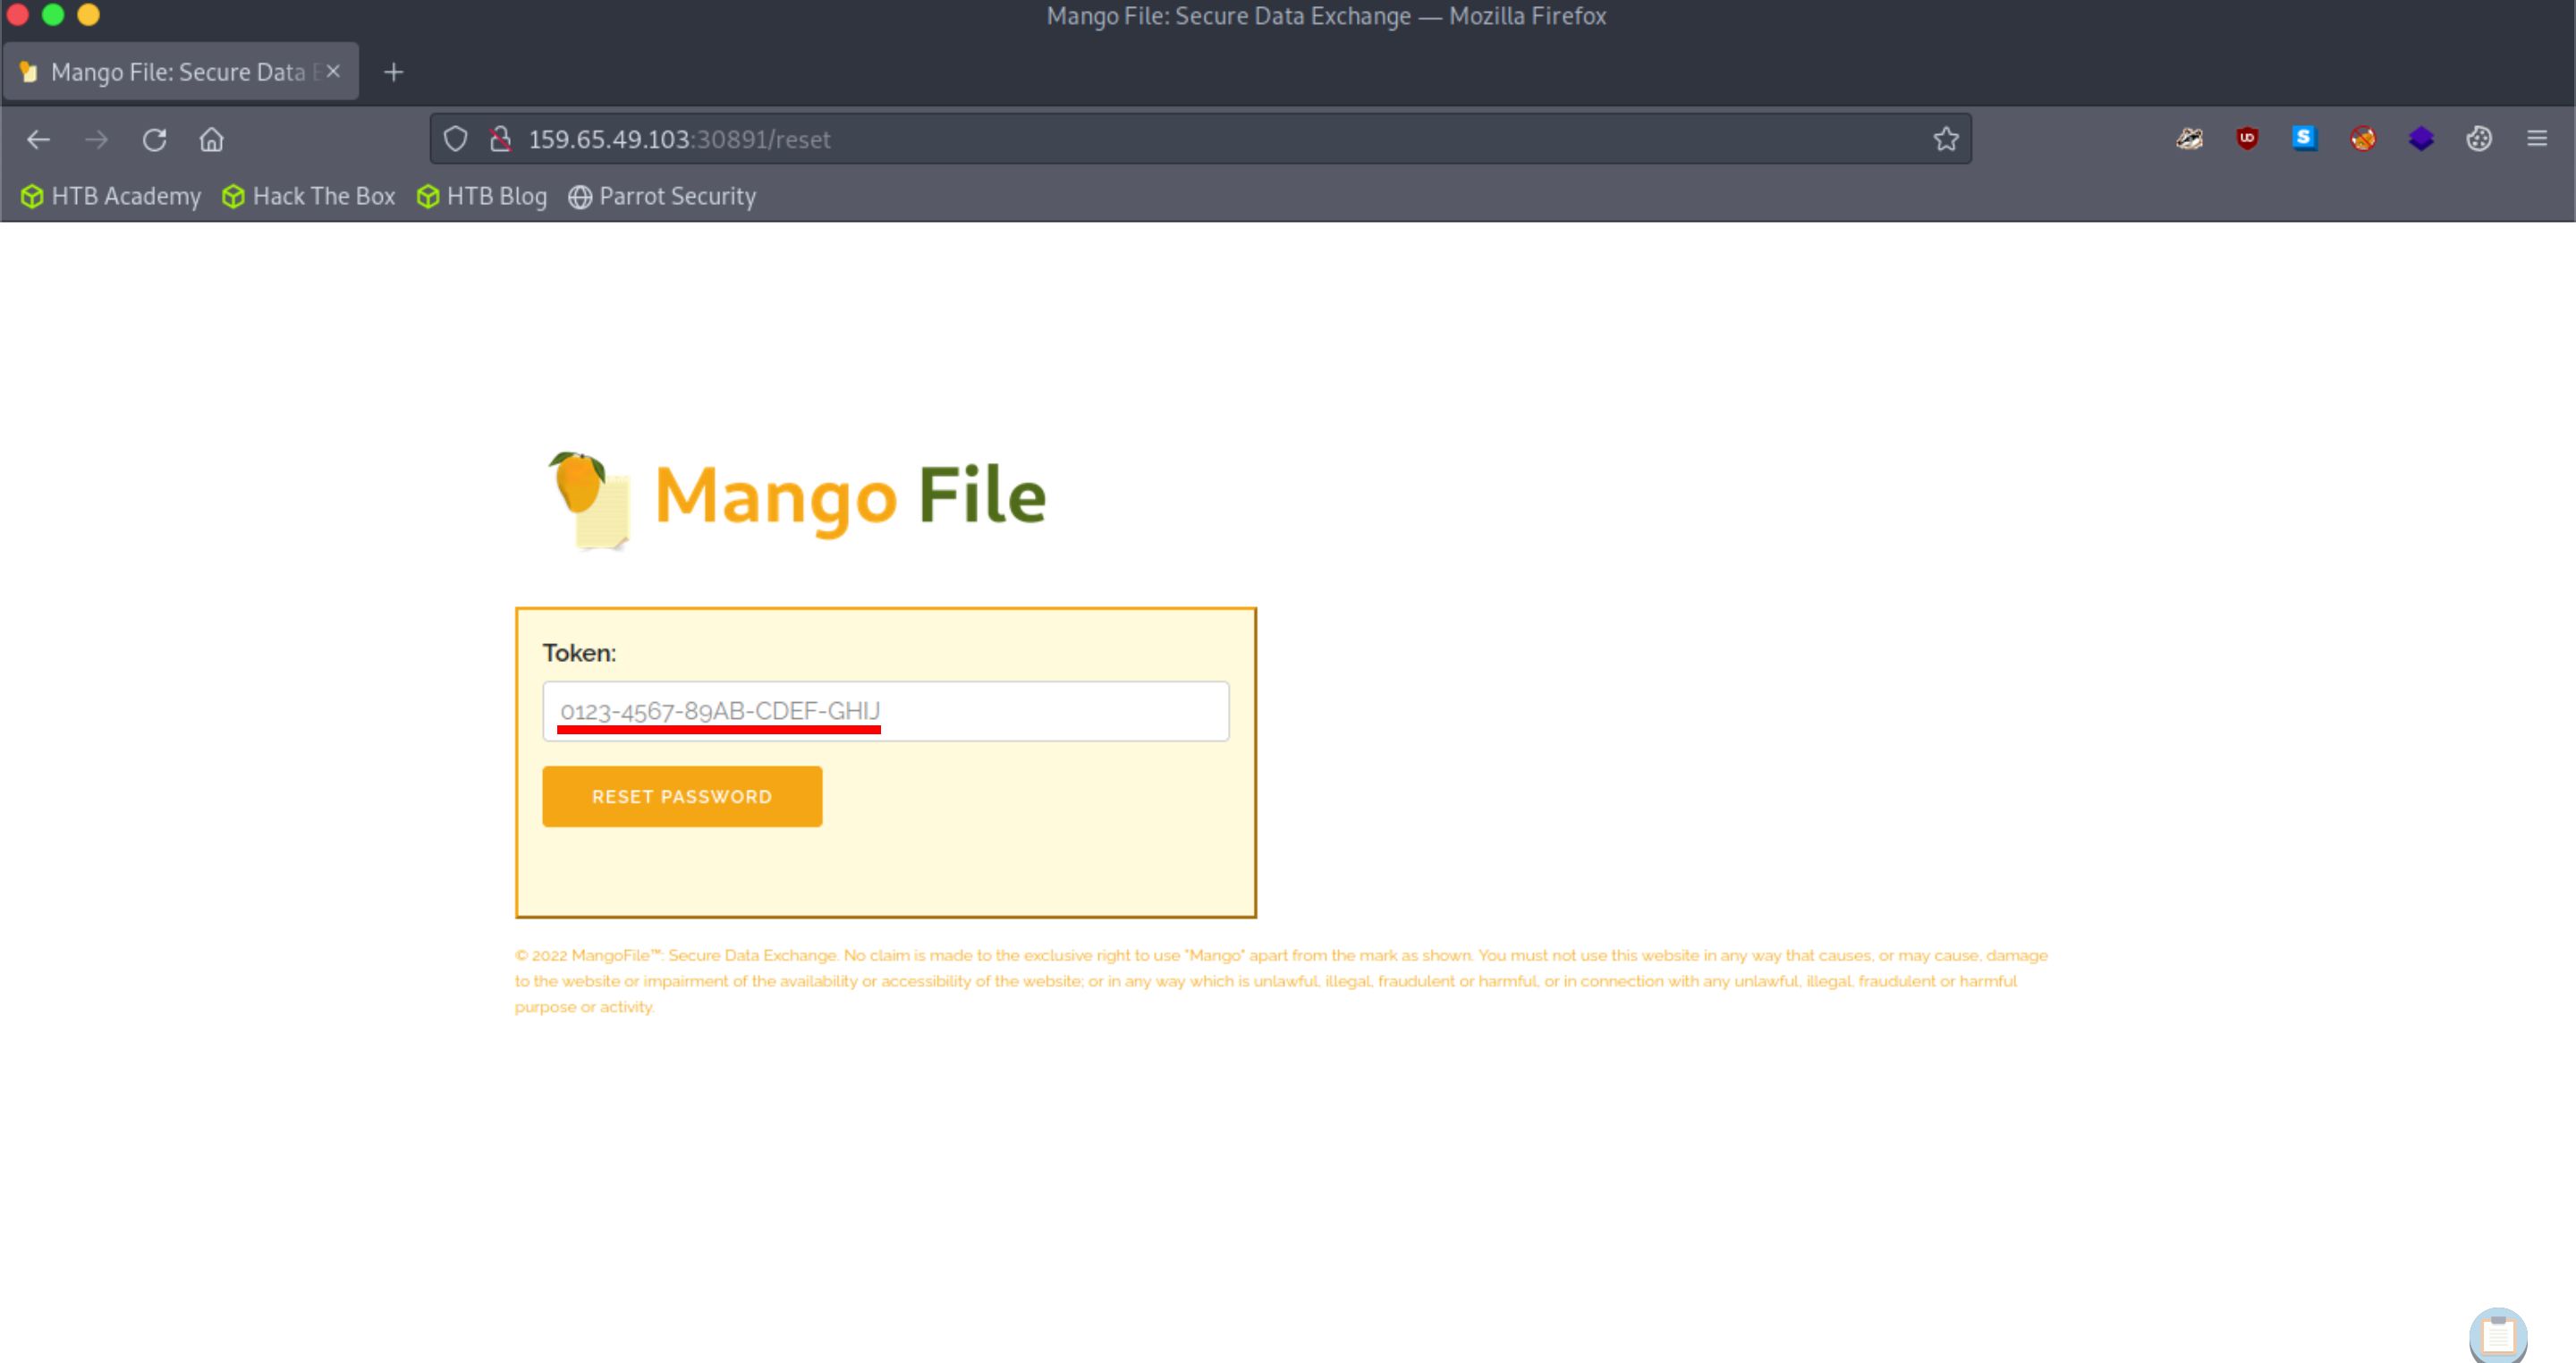 Mango File: Secure Data Exchange — Mozilla Firefox
Mango File: Secure Data E
159.65.49.103:30891/reset
HTB Academy Hack The Box HTB Blog Parrot Security
Mango File
Token:
0123-4567-89AB-CDEF-GHIJ
RESET PASSWORD
© 2022 MangoFile™: Secure Data Exchange. No claim is made to the exclusive right to use "Mango" apart from the mark as shown. You must not use this website in any way that causes, or may cause, damage
to the website or impairment of the availability or accessibility of the website; or in any way which is unlawful, illegal, fraudulent or harmful, or in connection with any unlawful, illegal, fraudulent or harmful
purpose or activity.